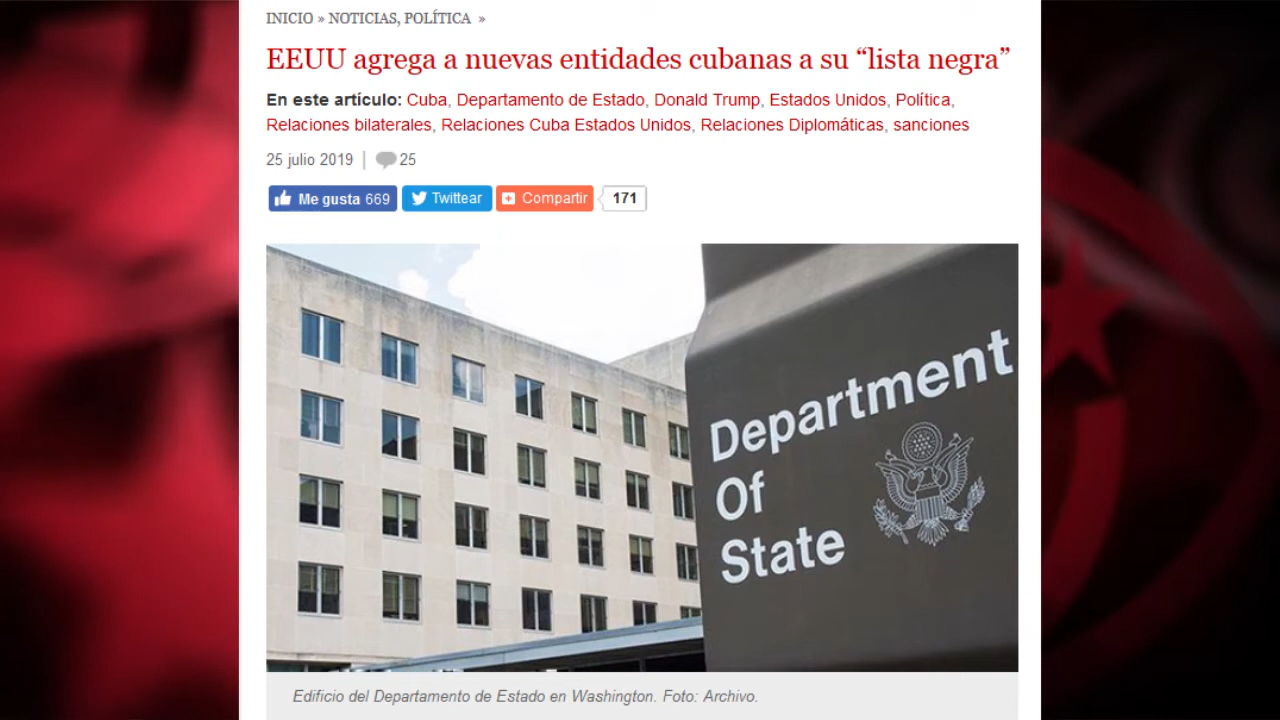 INICIO » NOTICIAS, POLÍTICA »
EEUU agrega a nuevas entidades cubanas a su “lista negra”
En este artículo: Cuba, Departamento de Estado, Donald Trump, Estados Unidos, Política,
Relaciones bilaterales, Relaciones Cuba Estados Unidos, Relaciones Diplomáticas, sanciones
25 julio 2019 | 25
Me gusta 669 Twittear Compartir 171
Department
Of
State
Edificio del Departamento de Estado en Washington. Foto: Archivo.